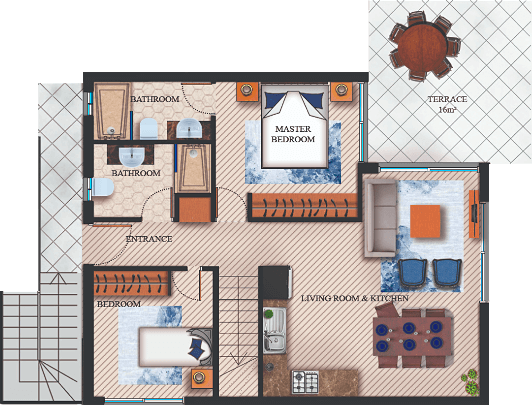 BATHROOM
TERRACE
16m²
MASTER
BEDROOM
BATHROOM
ENTRANCE
LIVING ROOM & KITCHEN
BEDROOM